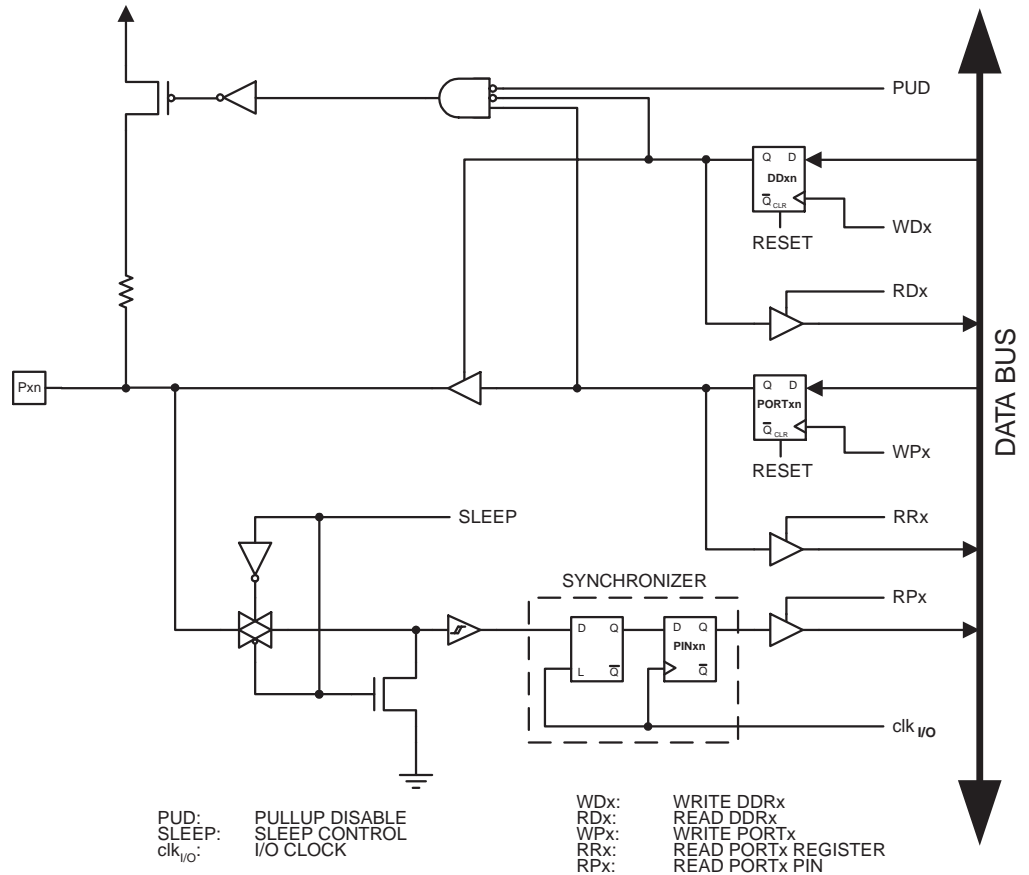 PUD
Q D
DDxn
Q CLR
WDx
RESET
RDx
Pxn
Q D
PORTxn
Q CLR
WPx
RESET
DATA BUS
SLEEP
RRx
SYNCHRONIZER
RPx
D Q
L Q
D Q
PINxn
Q
clk I/O
PUD: PULLUP DISABLE
SLEEP: SLEEP CONTROL
clkI/O: I/O CLOCK
WDx: WRITE DDRx
RDx: READ DDRx
WPx: WRITE PORTx
RRx: READ PORTx REGISTER
RPx: READ PORTx PIN